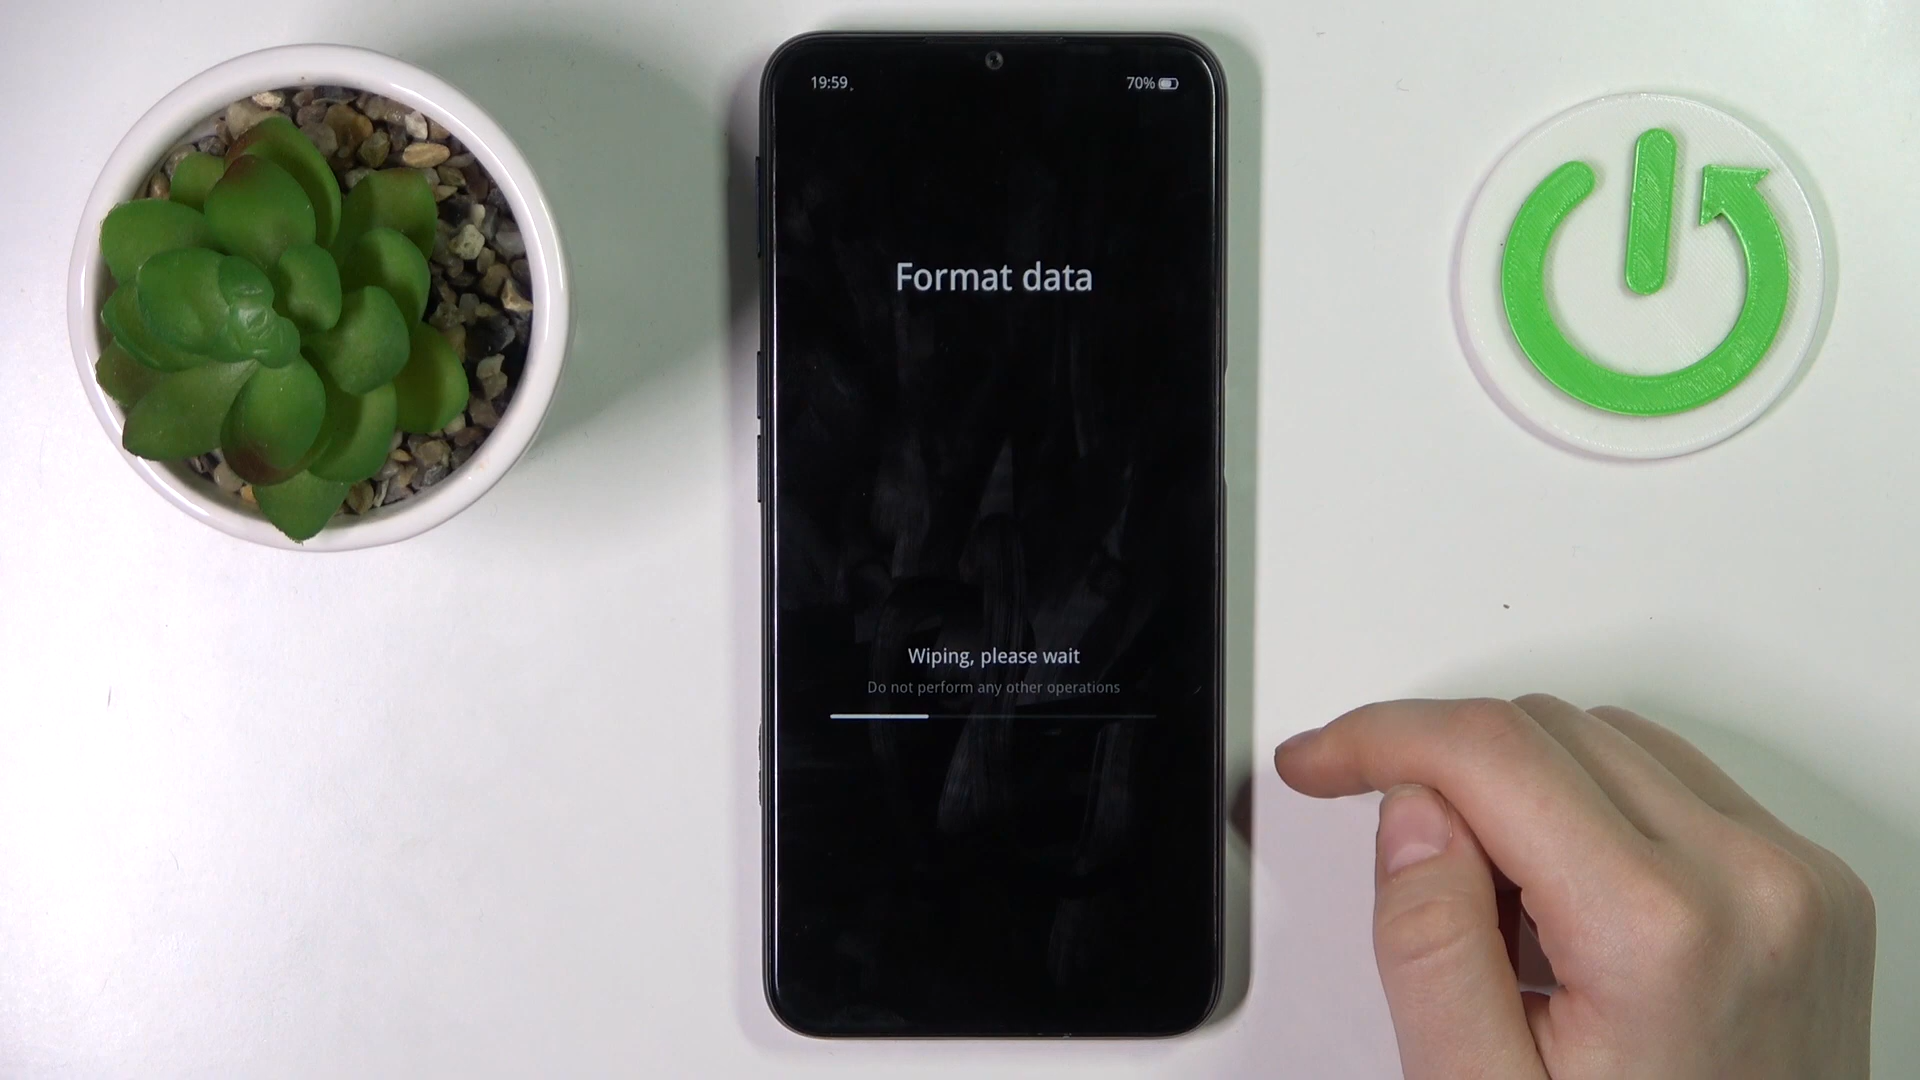 19:59
70%
Format data
Wiping, please wait
Do not perform any other operations